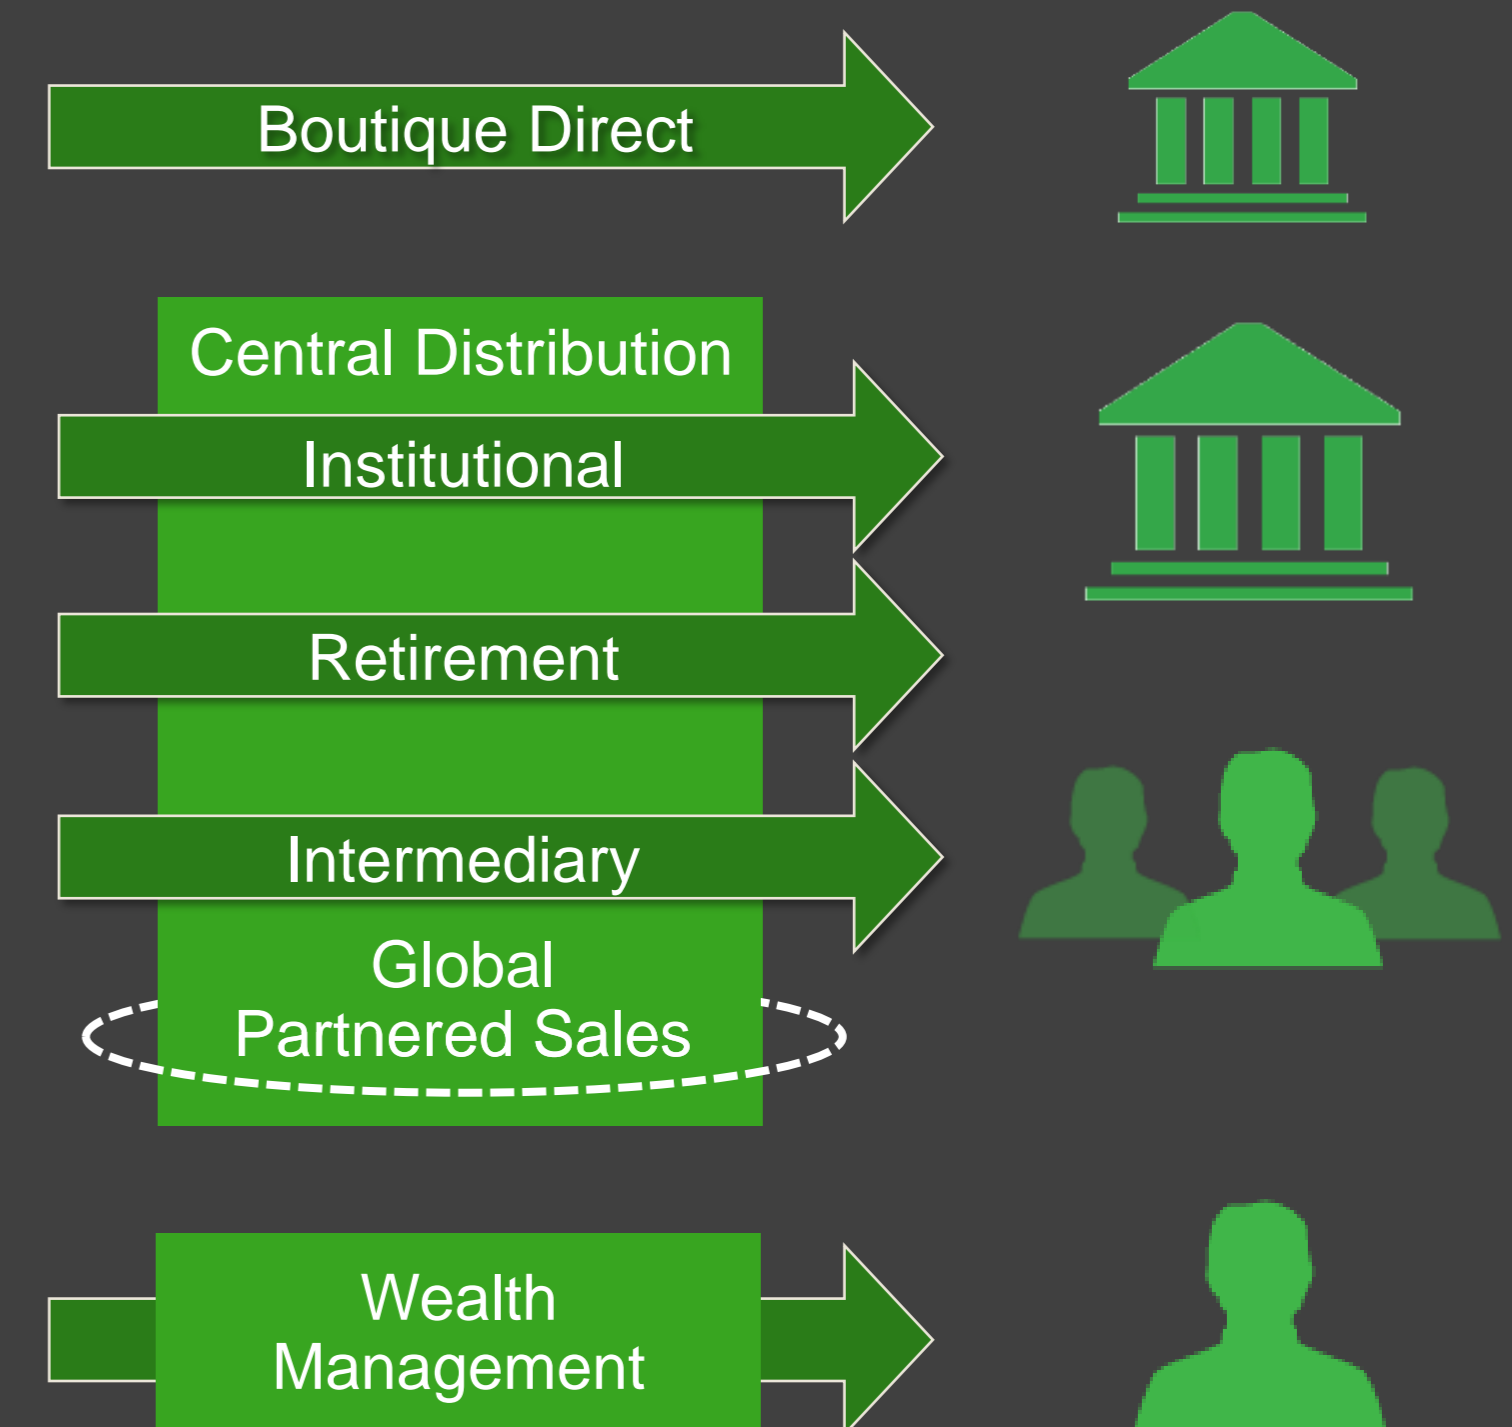 Boutique Direct
Central Distribution
Institutional
Retirement
Intermediary
Global
Partnered Sales
Wealth
Management